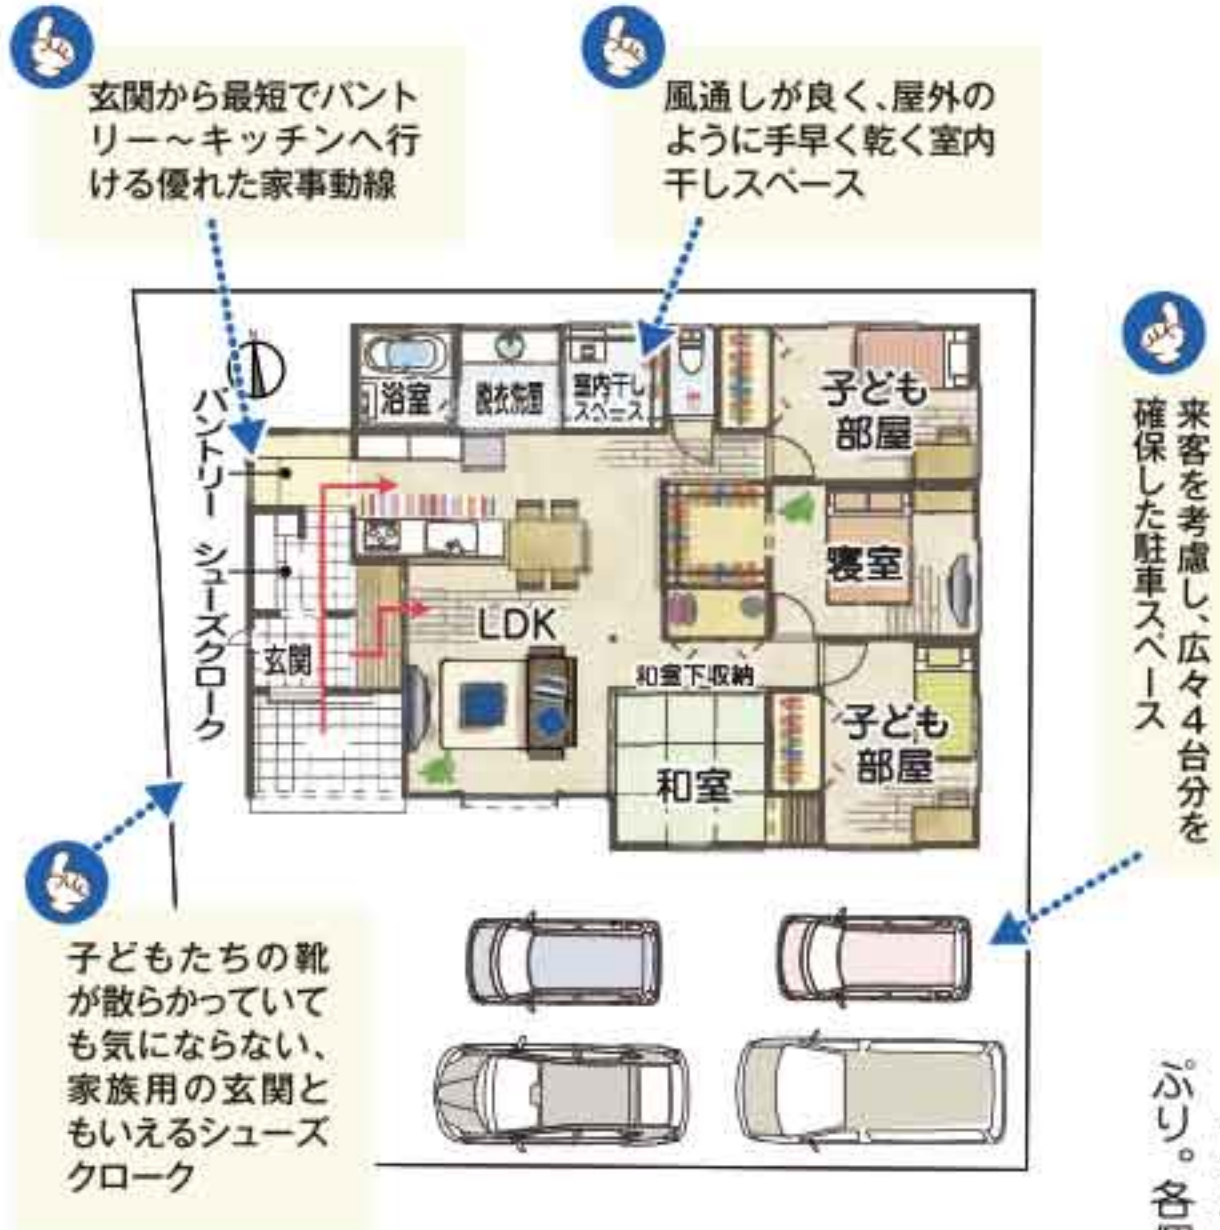 玄関から最短でパント
リー～キッチンへ行
ける優れた家事動線
風通しが良く、屋外の
ように手早く乾く室内
干しスペース
来客を考慮し、広々4台分を
確保した駐車スペース
N
浴室
脱衣洗面
室内干し
スペース
子ども
部屋
パントリー
シューズクローク
玄関
LDK
寝室
和室下収納
和室
子ども
部屋
子どもたちの靴
が散らかっていて
も気にならない、
家族用の玄関と
もいえるシューズ
クローク
ぷり。各